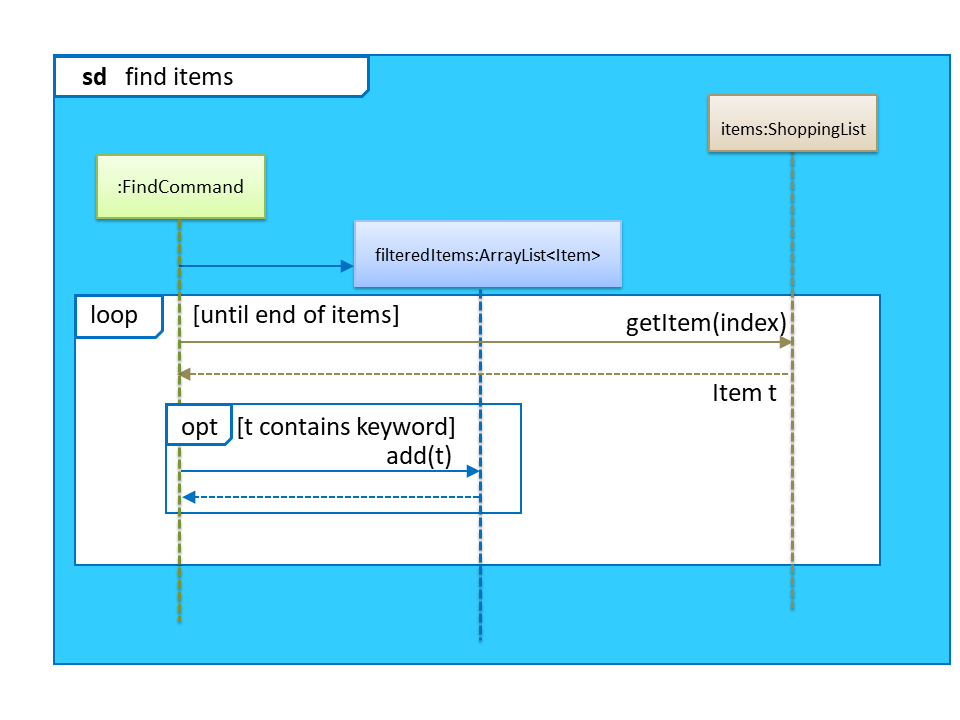 sd find items
items:ShoppingList
:FindCommand
filteredItems:ArrayList<Item>
loop [until end of items]
getItem(index)
Item t
opt [t contains keyword]
add(t)